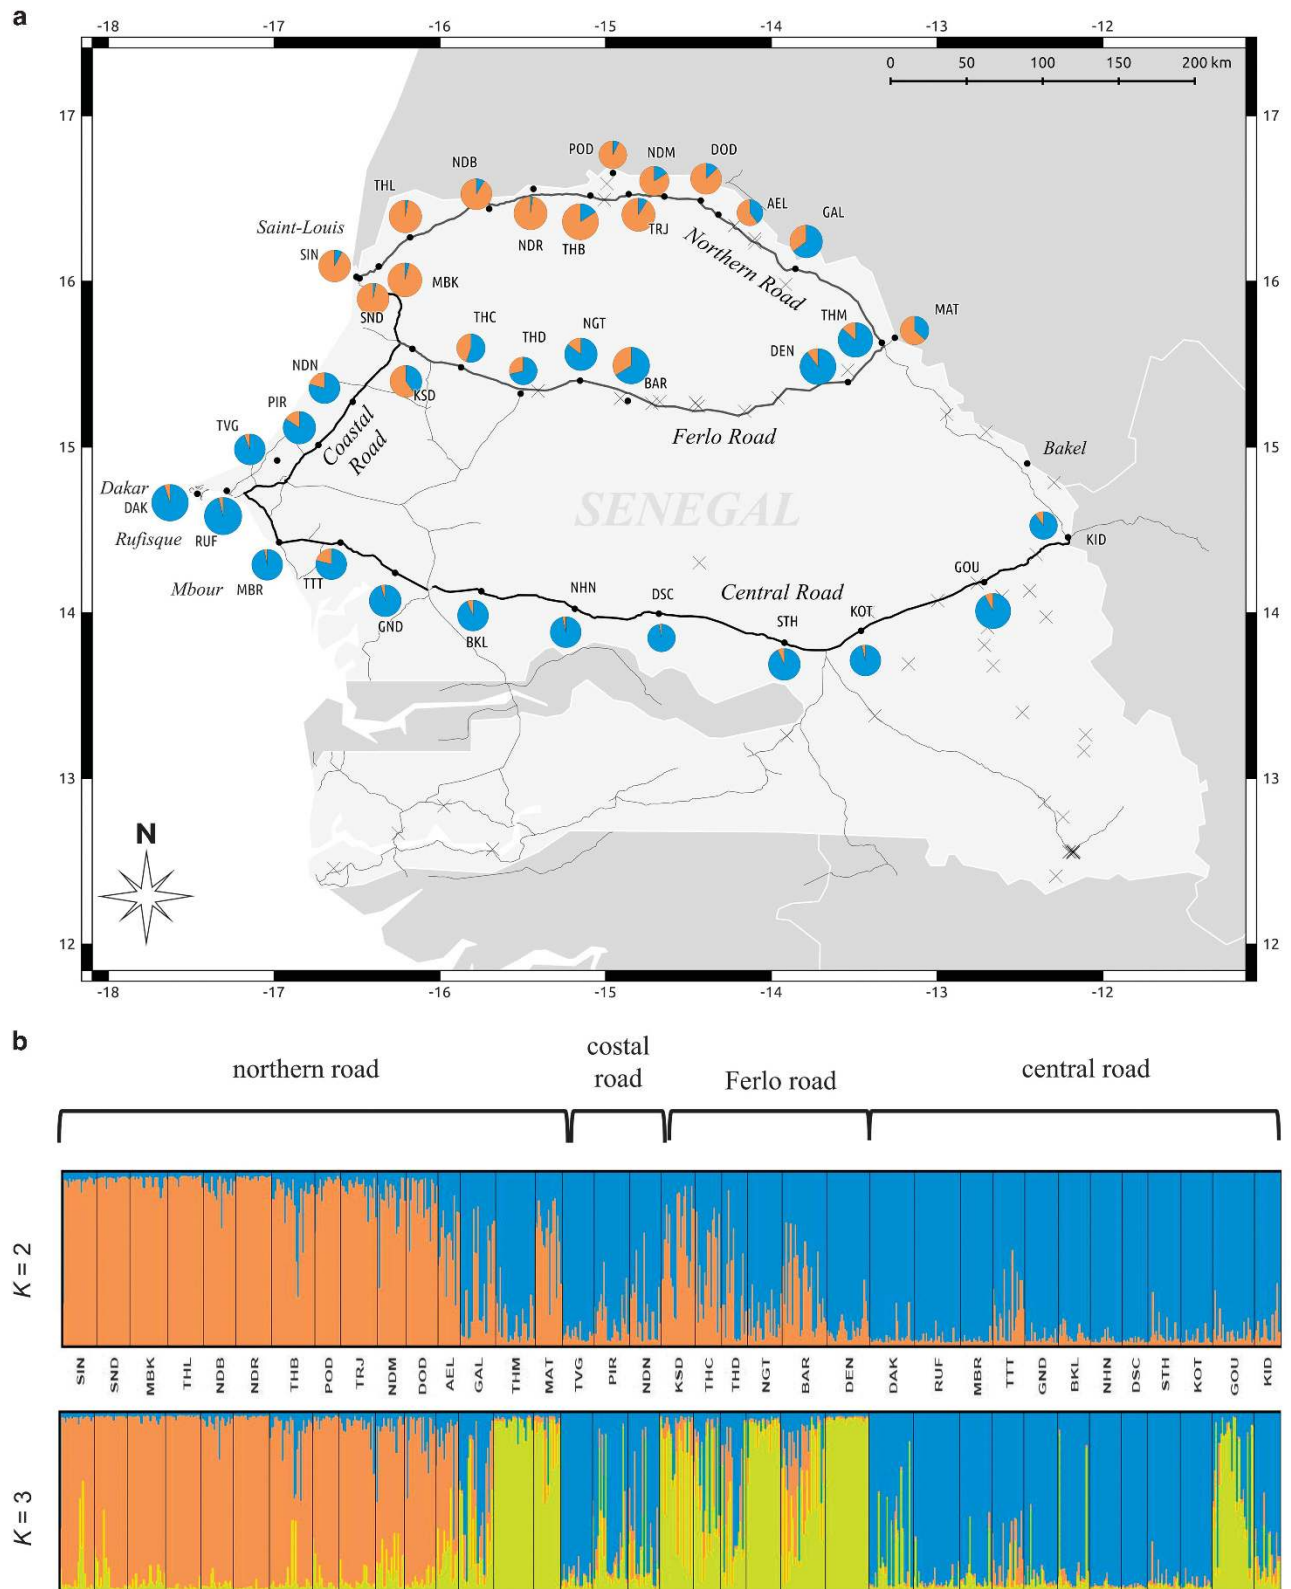 a
-18 -17 -16 -15 -14 -13 -12
0 50 100 150 200 km
17 17
POD NDM DOD
NDB
THL AEL GAL
Saint-Louis NDR THB TRJ
Northern Road
SIN
16 16
MBK
SND THC THD NGT THM MAT
NDN DEN
KSD BAR
PIR
Coastal Road
Ferlo Road
TVG
15 15
Bakel
Dakar
DAK
SENEGAL
Rufisque RUF KID
GOU
Mbour MBR TTT NHN DSC Central Road
KOT
14 14
GND BKL STH
13 13
N
12 12
-18 -17 -16 -15 -14 -13 -12
b
northern road costal road Ferlo road central road
K = 2
SIN SND MBK THL NDB NDR THB POD TRJ NDM DOD AEL GAL THM MAT TVG PIR NDN KSD THC THD NGT BAR DEN DAK RUF MBR TTT GND BKL NHN DSC STH KOT GOU KID
K = 3